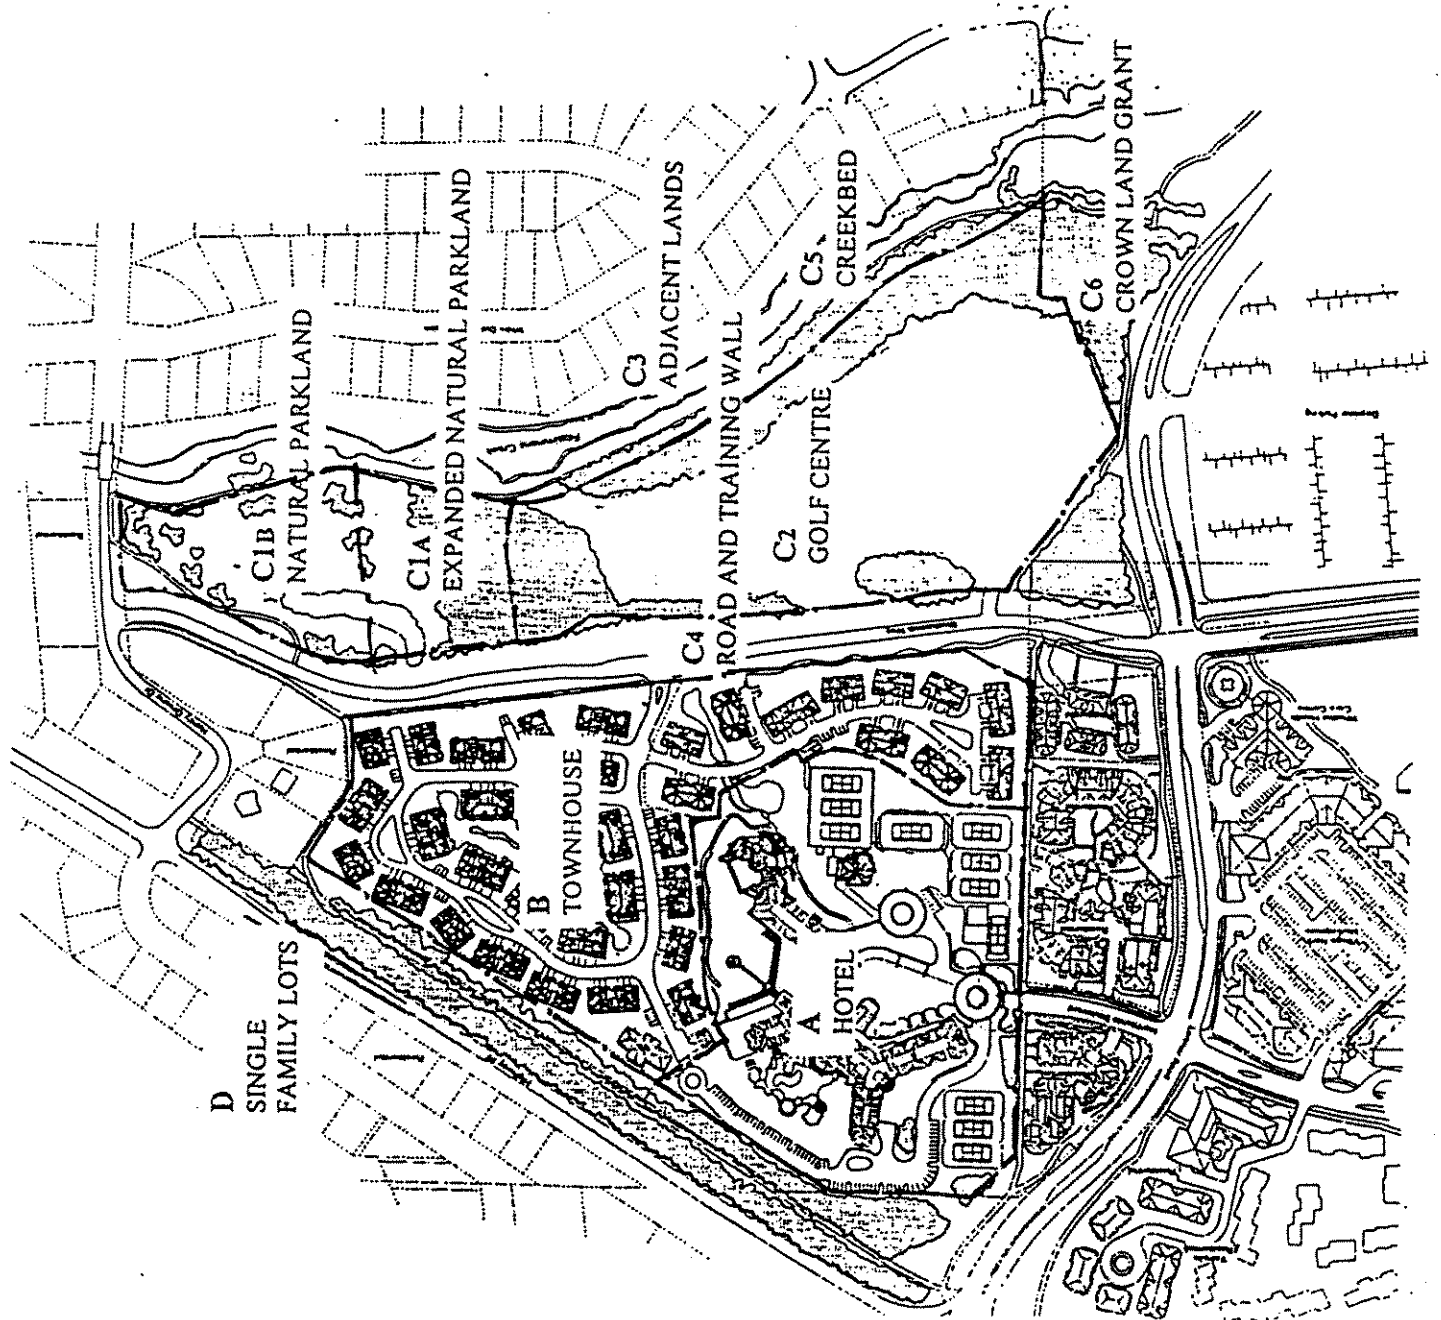 D
SINGLE
FAMILY LOTS
B
TOWNHOUSE
A
HOTEL
C1B
NATURAL PARKLAND
C1A
EXPANDED NATURAL PARKLAND
C4
ROAD AND TRAINING WALL
C3
ADJACENT LANDS
C2
GOLF CENTRE
C5
CREEKBED
C6
CROWN LAND GRANT